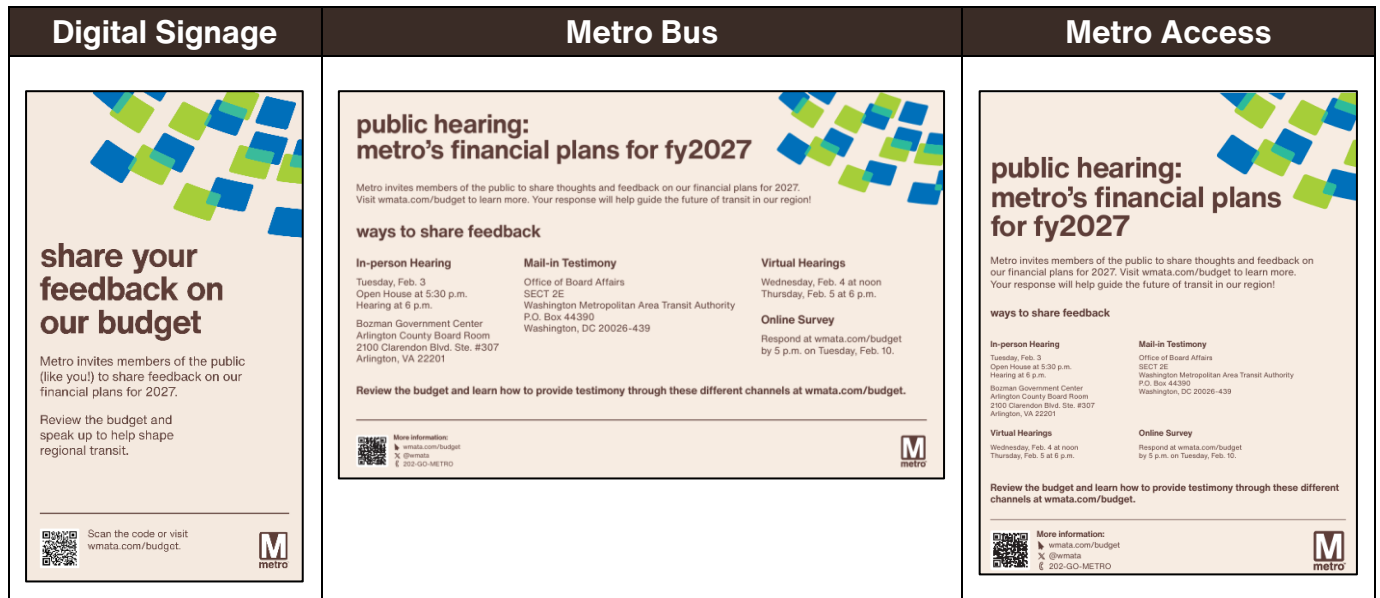 Digital Signage
share your
feedback on
our budget
Metro invites members of the public
(like you!) to share feedback on our
financial plans for 2027.
Review the budget and
speak up to help shape
regional transit.
Scan the code or visit
wmata.com/budget.
M
metro
Metro Bus
public hearing:
metro's financial plans for fy2027
Metro invites members of the public to share thoughts and feedback on our financial plans for 2027.
Visit wmata.com/budget to learn more. Your response will help guide the future of transit in our region!
ways to share feedback
In-person Hearing
Tuesday, Feb. 3
Open House at 5:30 p.m.
Hearing at 6 p.m.
Bozman Government Center
Arlington County Board Room
2100 Clarendon Blvd. Ste. #307
Arlington, VA 22201
Mail-in Testimony
Office of Board Affairs
SECT 2E
Washington Metropolitan Area Transit Authority
P.O. Box 44390
Washington, DC 20026-439
Virtual Hearings
Wednesday, Feb. 4 at noon
Thursday, Feb. 5 at 6 p.m.
Online Survey
Respond at wmata.com/budget
by 5 p.m. on Tuesday, Feb. 10.
Review the budget and learn how to provide testimony through these different channels at wmata.com/budget.
More information:
wmata.com/budget
@wmata
202-GO-METRO
M
metro
Metro Access
public hearing:
metro's financial plans
for fy2027
Metro invites members of the public to share thoughts and feedback on
our financial plans for 2027. Visit wmata.com/budget to learn more.
Your response will help guide the future of transit in our region!
ways to share feedback
In-person Hearing
Tuesday, Feb. 3
Open House at 5:30 p.m.
Hearing at 6 p.m.
Bozman Government Center
Arlington County Board Room
2100 Clarendon Blvd. Ste. #307
Arlington, VA 22201
Mail-in Testimony
Office of Board Affairs
SECT 2E
Washington Metropolitan Area Transit Authority
P.O. Box 44390
Washington, DC 20026-439
Virtual Hearings
Wednesday, Feb. 4 at noon
Thursday, Feb. 5 at 6 p.m.
Online Survey
Respond at wmata.com/budget
by 5 p.m. on Tuesday, Feb. 10.
Review the budget and learn how to provide testimony through these different
channels at wmata.com/budget.
More information:
wmata.com/budget
@wmata
202-GO-METRO
M
metro